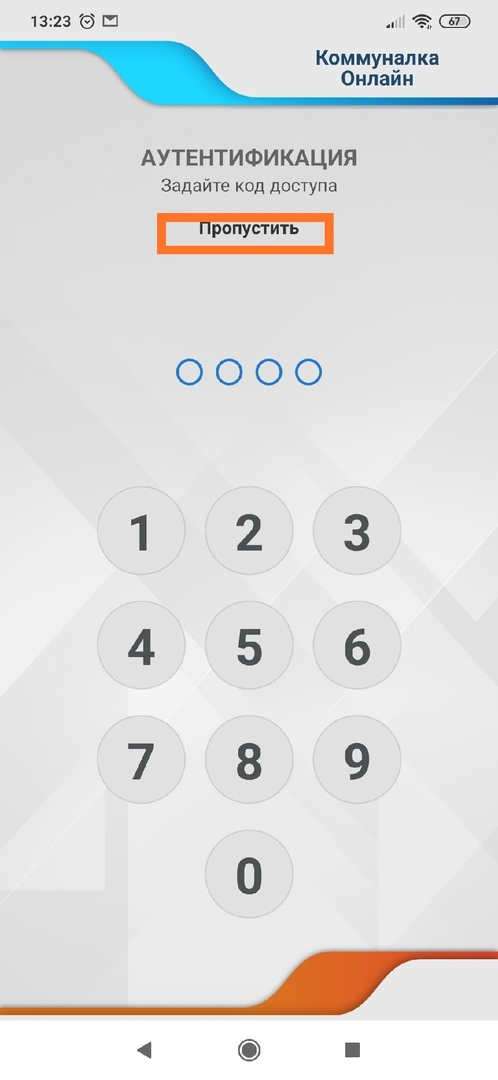 13:23
67
Коммуналка
Онлайн
АУТЕНТИФИКАЦИЯ
Задайте код доступа
Пропустить
1 2 3
4 5 6
7 8 9
0